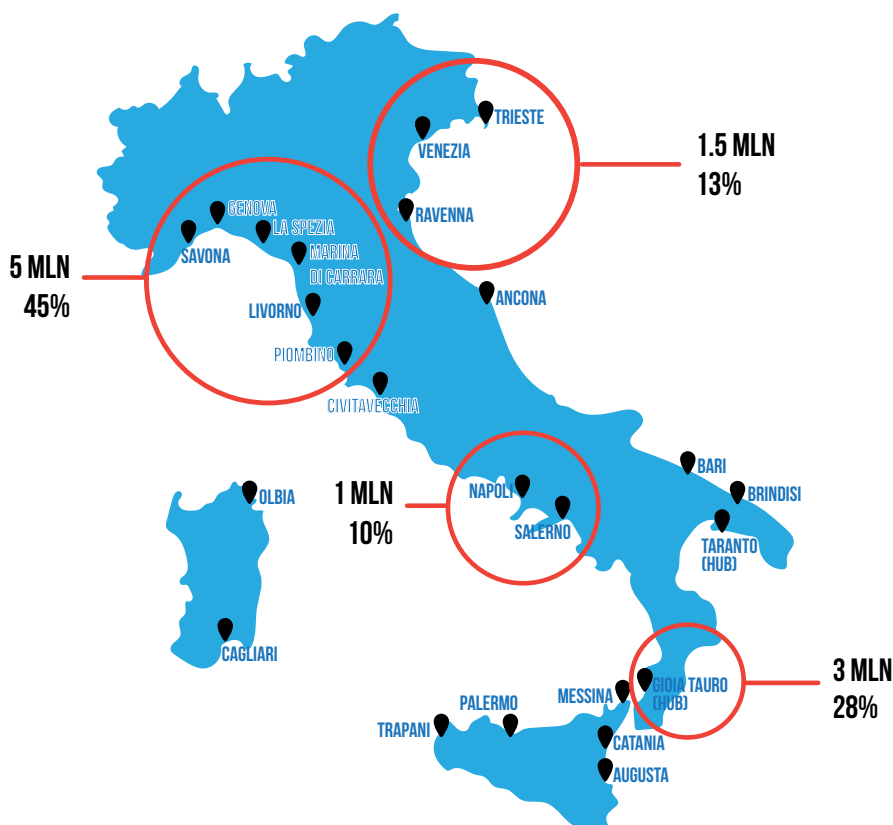 TRIESTE
VENEZIA
1.5 MLN
13%
RAVENNA
GENOVA
LA SPEZIA
SAVONA
MARINA
DI CARRARA
5 MLN
45%
LIVORNO
ANCONA
PIOMBINO
CIVITAVECCHIA
BARI
NAPOLI
1 MLN
10%
BRINDISI
OLBIA
SALERNO
TARANTO
(HUB)
CAGLIARI
GIOIA TAURO
(HUB)
3 MLN
28%
MESSINA
PALERMO
TRAPANI
CATANIA
AUGUSTA